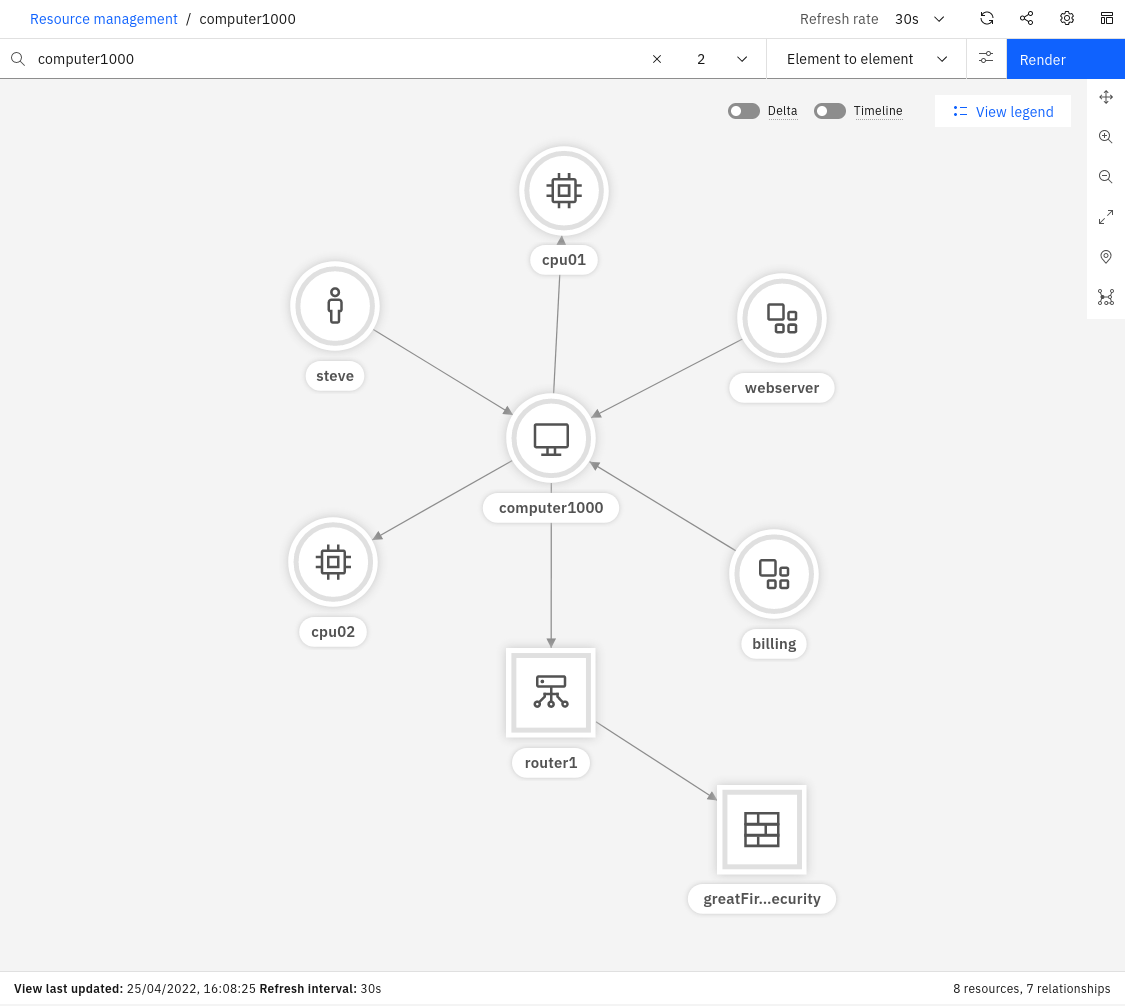 Resource management / computer1000
Refresh rate 30s
computer1000
2
Element to element
Render
Delta
Timeline
View legend
cpu01
steve
webserver
computer1000
cpu02
billing
router1
greatFir...ecurity
View last updated: 25/04/2022, 16:08:25 Refresh interval: 30s
8 resources, 7 relationships